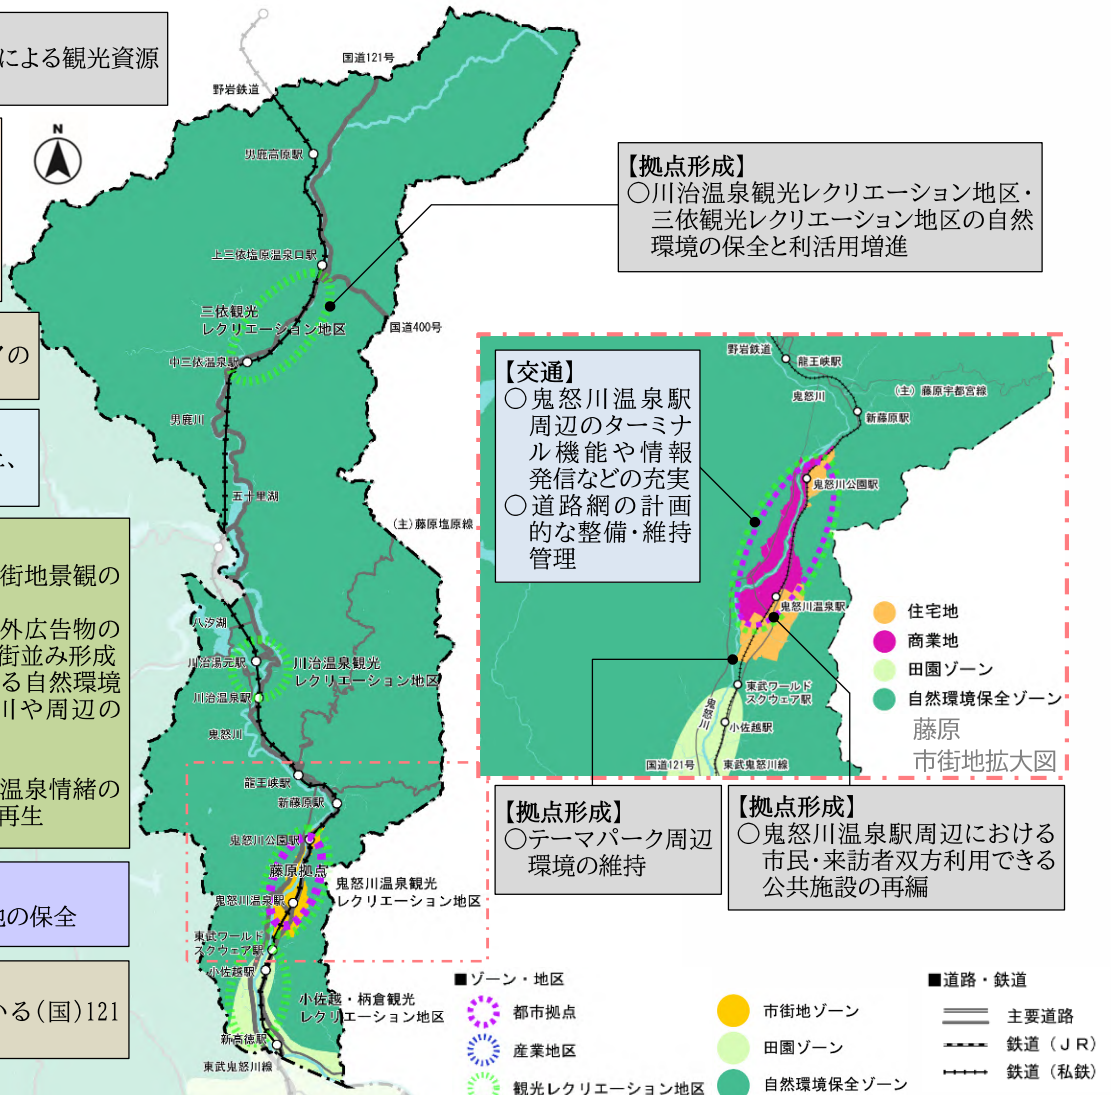 による観光資源
国道121号
野岩鉄道
N
男鹿高原駅
【拠点形成】
○川治温泉観光レクリエーション地区・
三依観光レクリエーション地区の自然
環境の保全と利活用増進
上三依塩原温泉口駅
三依観光
レクリエーション地区
国道400号
中三依温泉駅
男鹿川
五十里湖
(主)藤原塩原線
八汐湖
川治湯元駅
川治温泉観光
レクリエーション地区
川治温泉駅
鬼怒川
龍王峡駅
新藤原駅
鬼怒川公園駅
藤原拠点
鬼怒川温泉観光
レクリエーション地区
鬼怒川温泉駅
東武ワールド
スクウェア駅
小佐越駅
小佐越・柄倉観光
レクリエーション地区
新高徳駅
東武鬼怒川線
アの
街地景観の
外広告物の
街並み形成
る自然環境
川や周辺の
温泉情緒の
再生
の保全
いる(国)121
【交通】
○鬼怒川温泉駅
周辺のターミナ
ル機能や情報
発信などの充実
○道路網の計画
的な整備・維持
管理
野岩鉄道
龍王峡駅
鬼怒川
(主)藤原宇都宮線
新藤原駅
鬼怒川公園駅
鬼怒川温泉駅
東武ワールド
スクウェア駅
鬼怒川
小佐越駅
国道121号
東武鬼怒川線
住宅地
商業地
田園ゾーン
自然環境保全ゾーン
藤原
市街地拡大図
【拠点形成】
○テーマパーク周辺
環境の維持
【拠点形成】
○鬼怒川温泉駅周辺における
市民・来訪者双方利用できる
公共施設の再編
■ゾーン・地区
都市拠点
産業地区
観光レクリエーション地区
市街地ゾーン
田園ゾーン
自然環境保全ゾーン
■道路・鉄道
主要道路
鉄道(JR)
鉄道(私鉄)